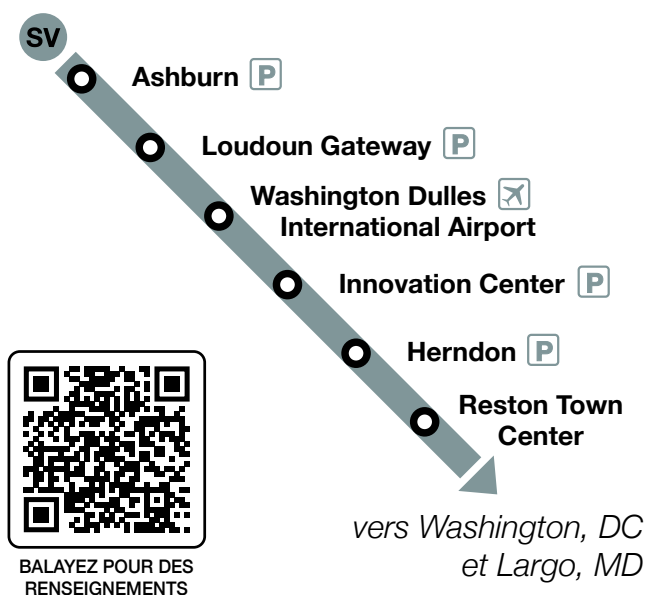 SV
Ashburn P
Loudoun Gateway P
Washington Dulles
International Airport
Innovation Center P
Herndon P
Reston Town
Center
vers Washington, DC
et Largo, MD
BALAYEZ POUR DES
RENSEIGNEMENTS